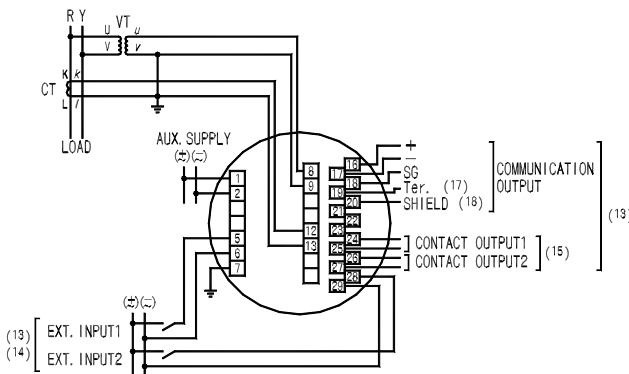 R Y
VT
U u
V v
K k
CT
L l
LOAD
AUX. SUPPLY
(±)(∼)
1
2
5
6
7
8
9
12
13
16
17
18
19
20
21
22
23
24
25
26
27
28
29
+
−
SG
Ter. (17)
SHIELD (18)
COMMUNICATION
OUTPUT
(13)
CONTACT OUTPUT1
CONTACT OUTPUT2
(15)
(±)(∼)
(13)
(14)
EXT. INPUT1
EXT. INPUT2